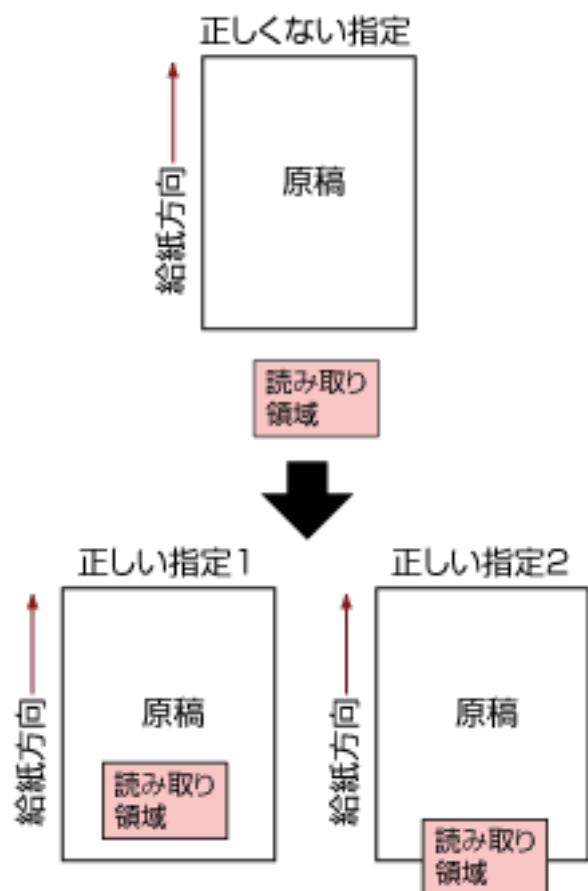 正しくない指定
給紙方向
原稿
読み取り
領域
正しい指定1
給紙方向
原稿
読み取り
領域
正しい指定2
給紙方向
原稿
読み取り
領域